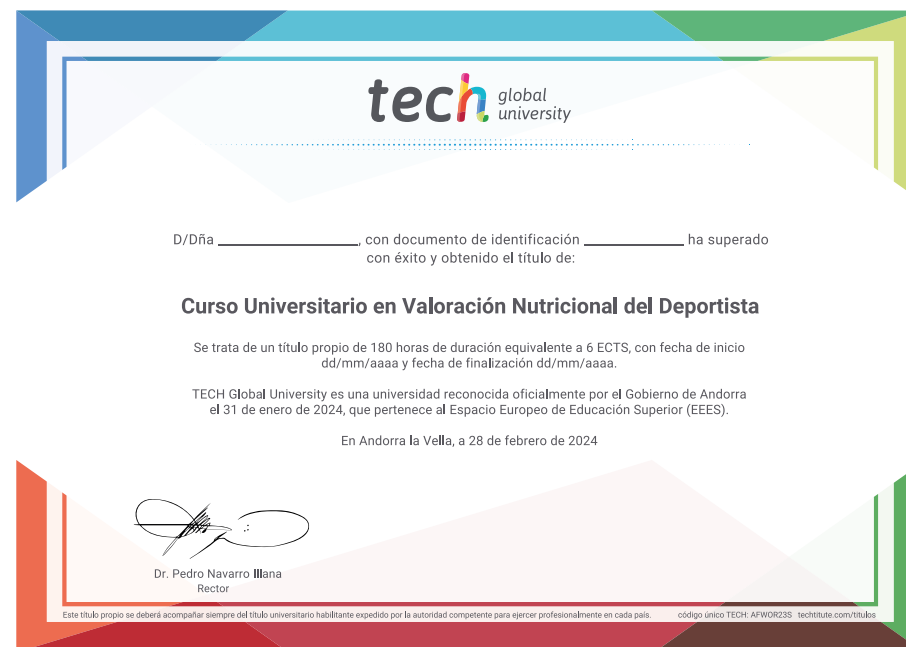 tech global university
D/Dña ____________________, con documento de identificación ______________ ha superado
con éxito y obtenido el título de:
Curso Universitario en Valoración Nutricional del Deportista
Se trata de un título propio de 180 horas de duración equivalente a 6 ECTS, con fecha de inicio
dd/mm/aaaa y fecha de finalización dd/mm/aaaa.
TECH Global University es una universidad reconocida oficialmente por el Gobierno de Andorra
el 31 de enero de 2024, que pertenece al Espacio Europeo de Educación Superior (EEES).
En Andorra la Vella, a 28 de febrero de 2024
Dr. Pedro Navarro Illana
Rector
Este título propio se deberá acompañar siempre del título universitario habilitante expedido por la autoridad competente para ejercer profesionalmente en cada país. código único TECH: AFWOR23S techtitute.com/titulos